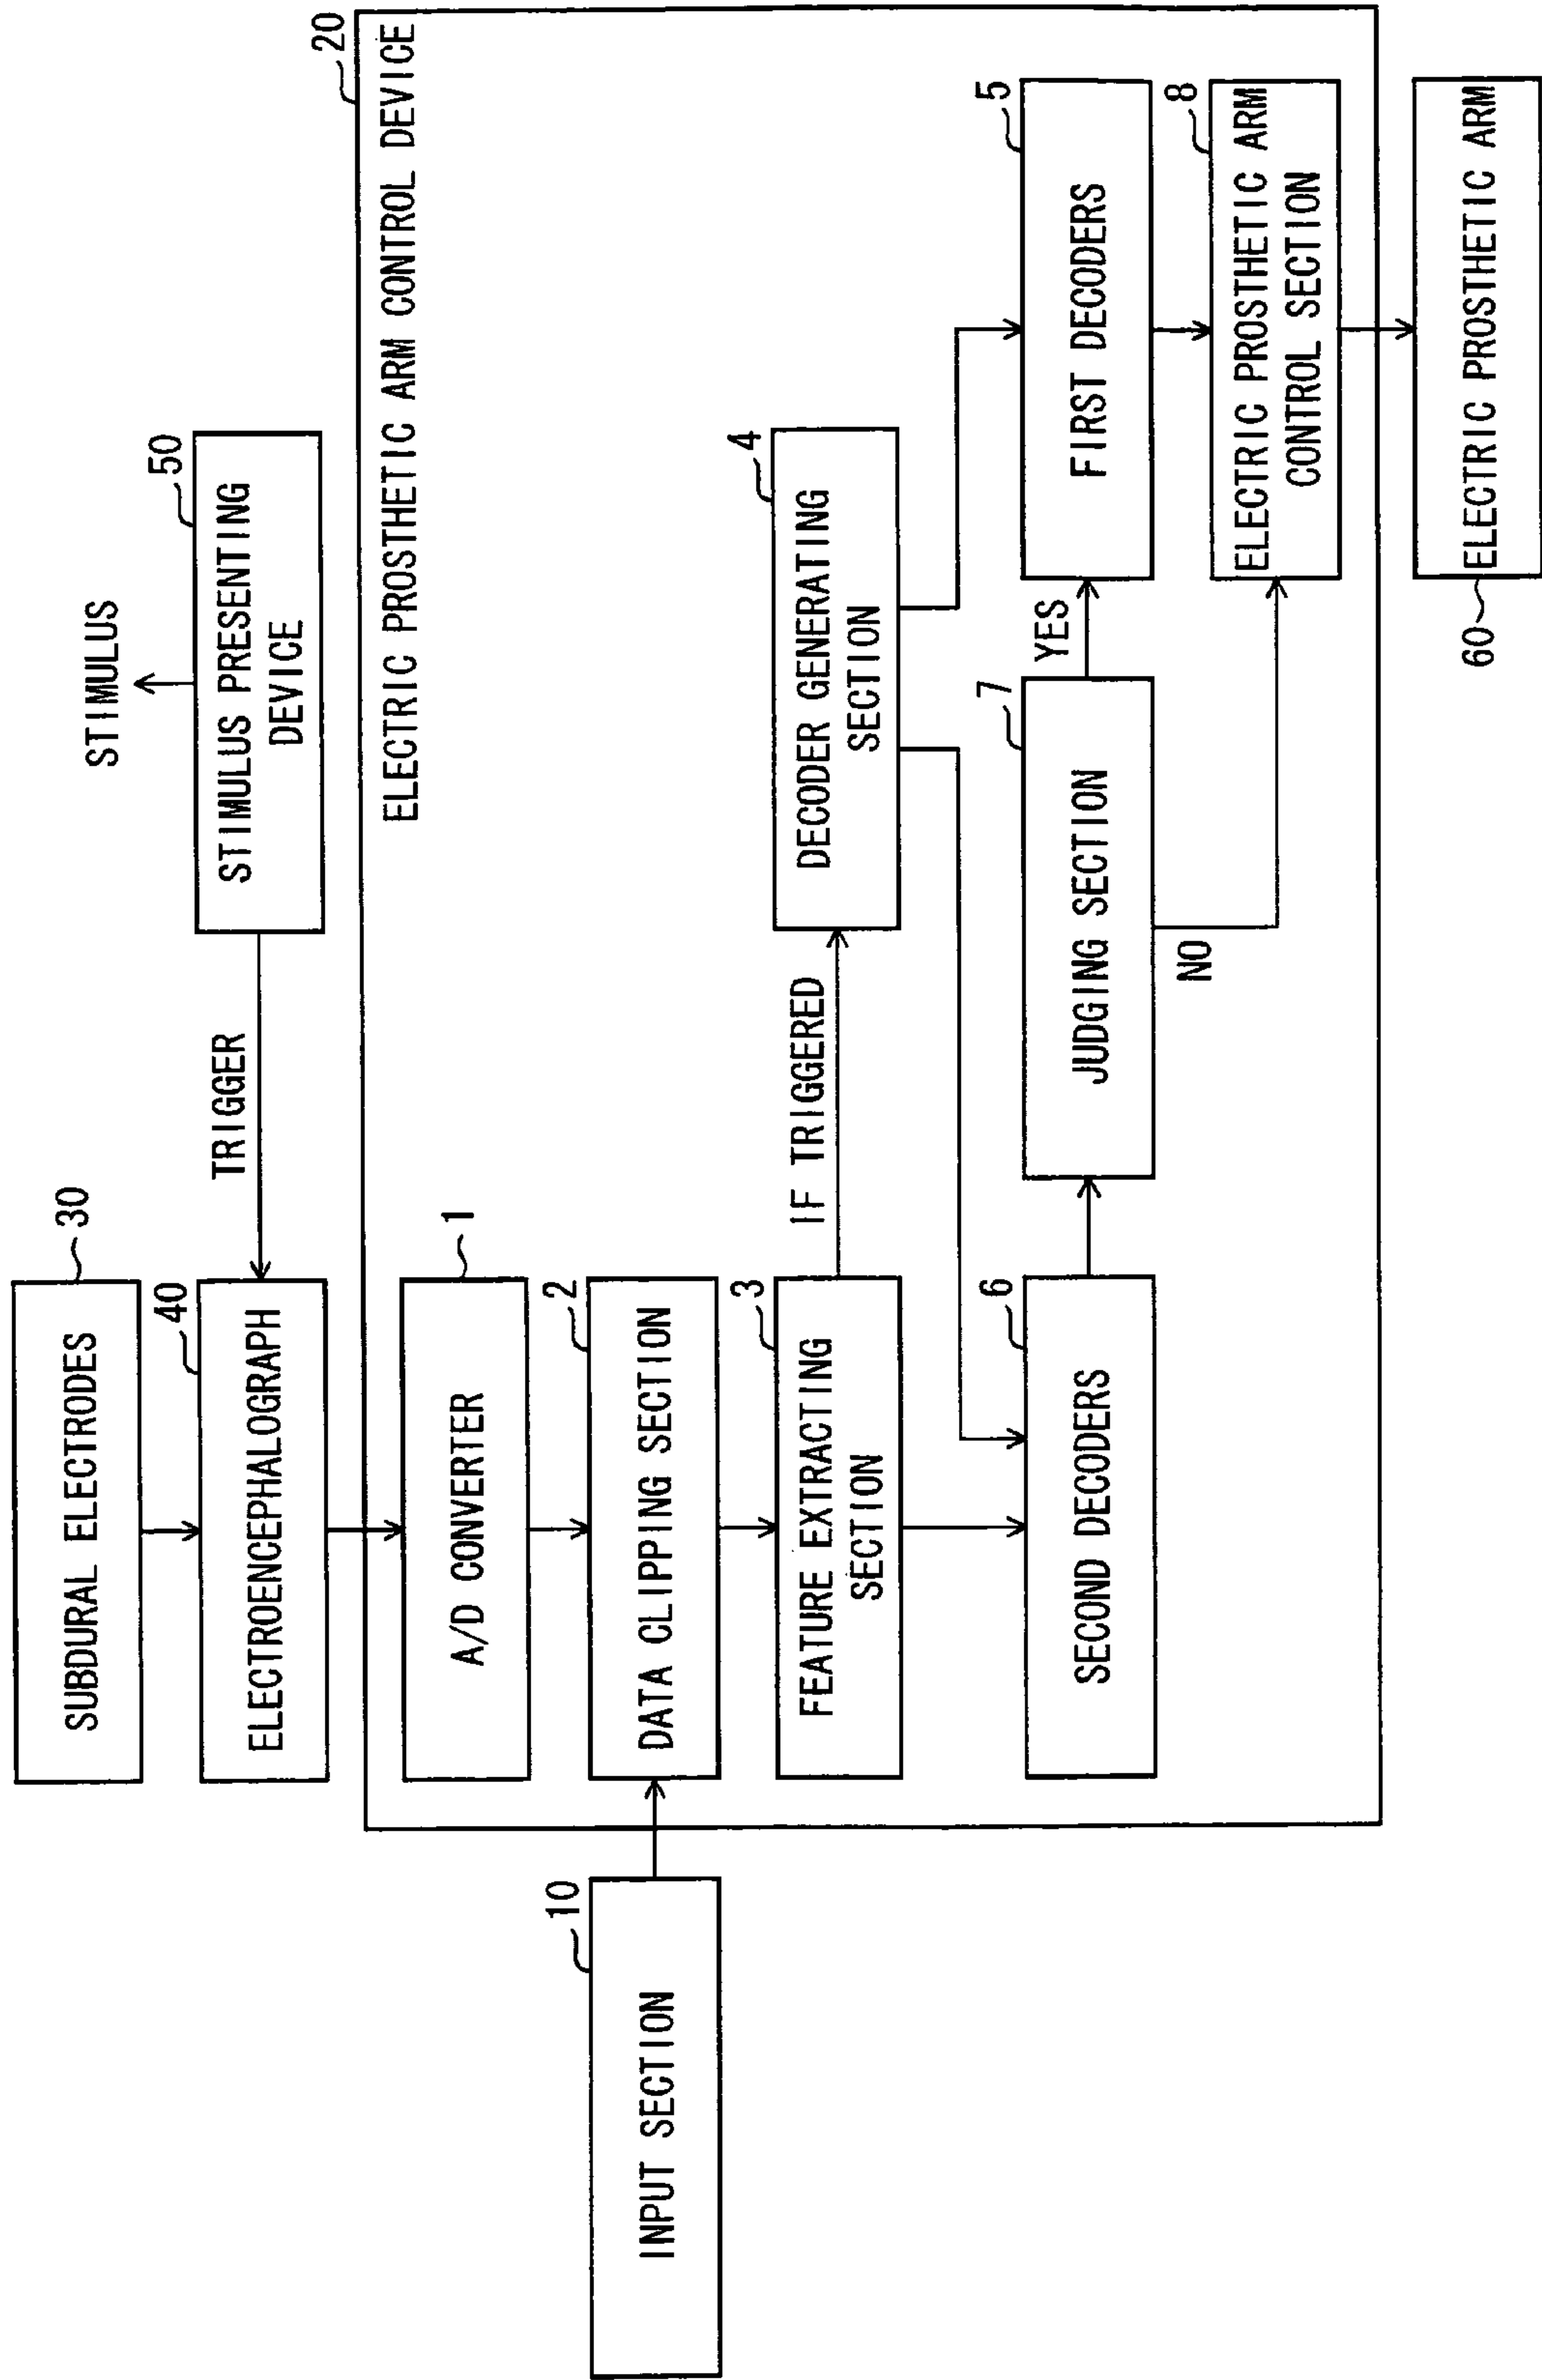 SUBDURAL ELECTRODES
30
ELECTROENCEPHALOGRAPH
40
TRIGGER
STIMULUS
STIMULUS PRESENTING
DEVICE
50
20
ELECTRIC PROSTHETIC ARM CONTROL DEVICE
A/D CONVERTER
1
INPUT SECTION
10
DATA CLIPPING SECTION
2
FEATURE EXTRACTING
SECTION
3
IF TRIGGERED
DECODER GENERATING
SECTION
4
SECOND DECODERS
6
JUDGING SECTION
7
YES
NO
FIRST DECODERS
5
ELECTRIC PROSTHETIC ARM
CONTROL SECTION
8
60
ELECTRIC PROSTHETIC ARM